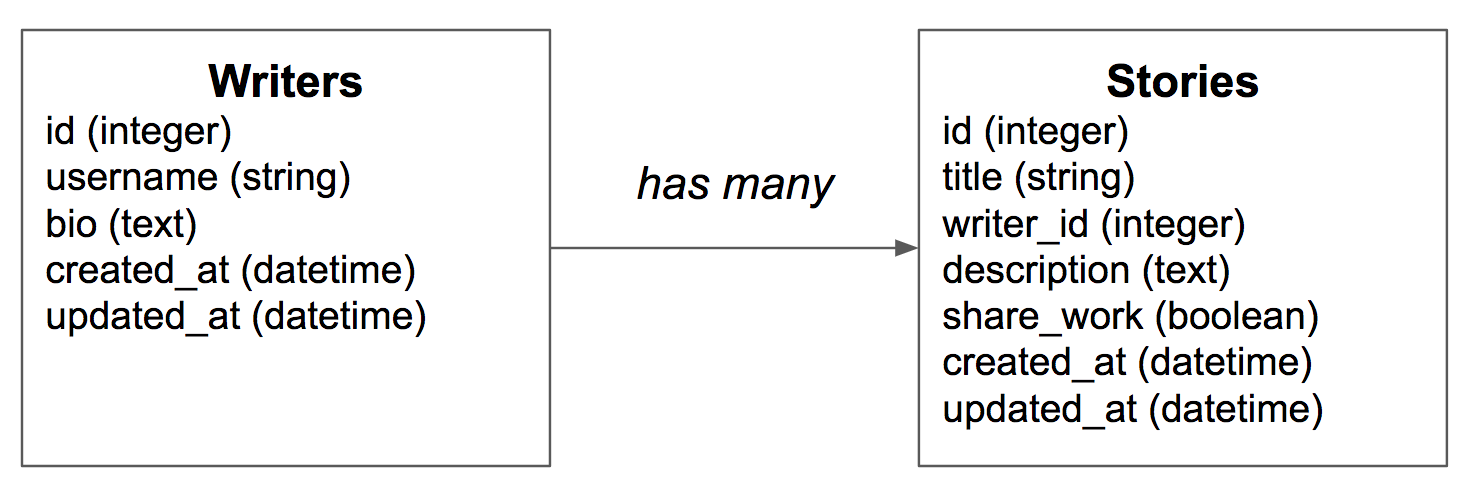 Writers
id (integer)
username (string)
bio (text)
created_at (datetime)
updated_at (datetime)
has many
Stories
id (integer)
title (string)
writer_id (integer)
description (text)
share_work (boolean)
created_at (datetime)
updated_at (datetime)